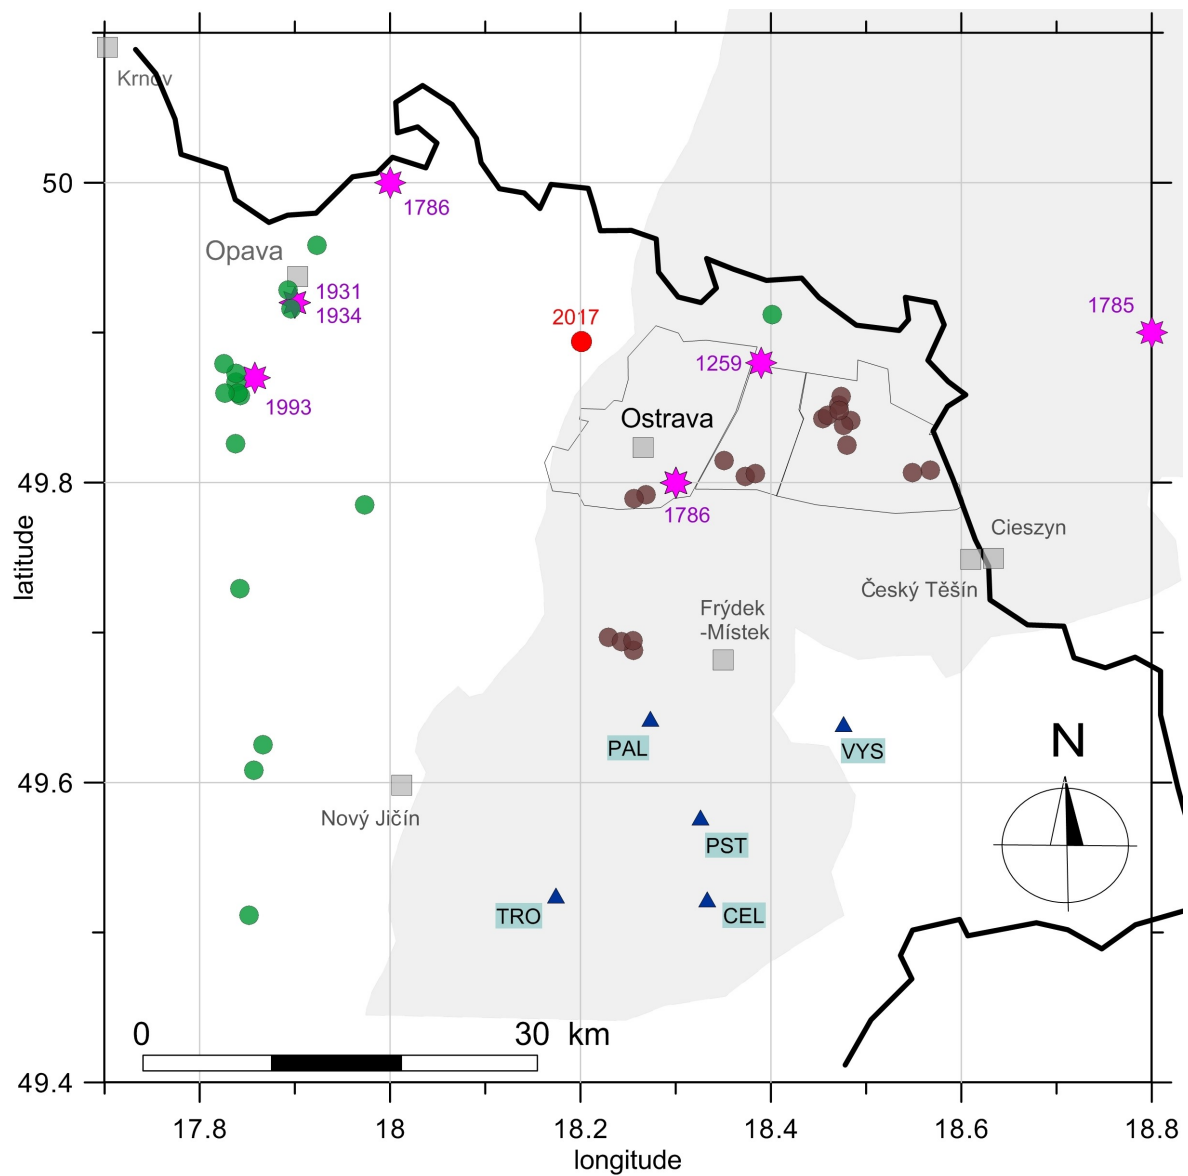 Krnov
50
1786
Opava
1931
1934
2017
1785
1259
1993
Ostrava
49.8
1786
Cieszyn
Český Těšín
latitude
Frýdek
-Místek
PAL
VYS
N
49.6
Nový Jičín
PST
TRO
CEL
0
30 km
49.4
17.8
18
18.2
18.4
18.6
18.8
longitude